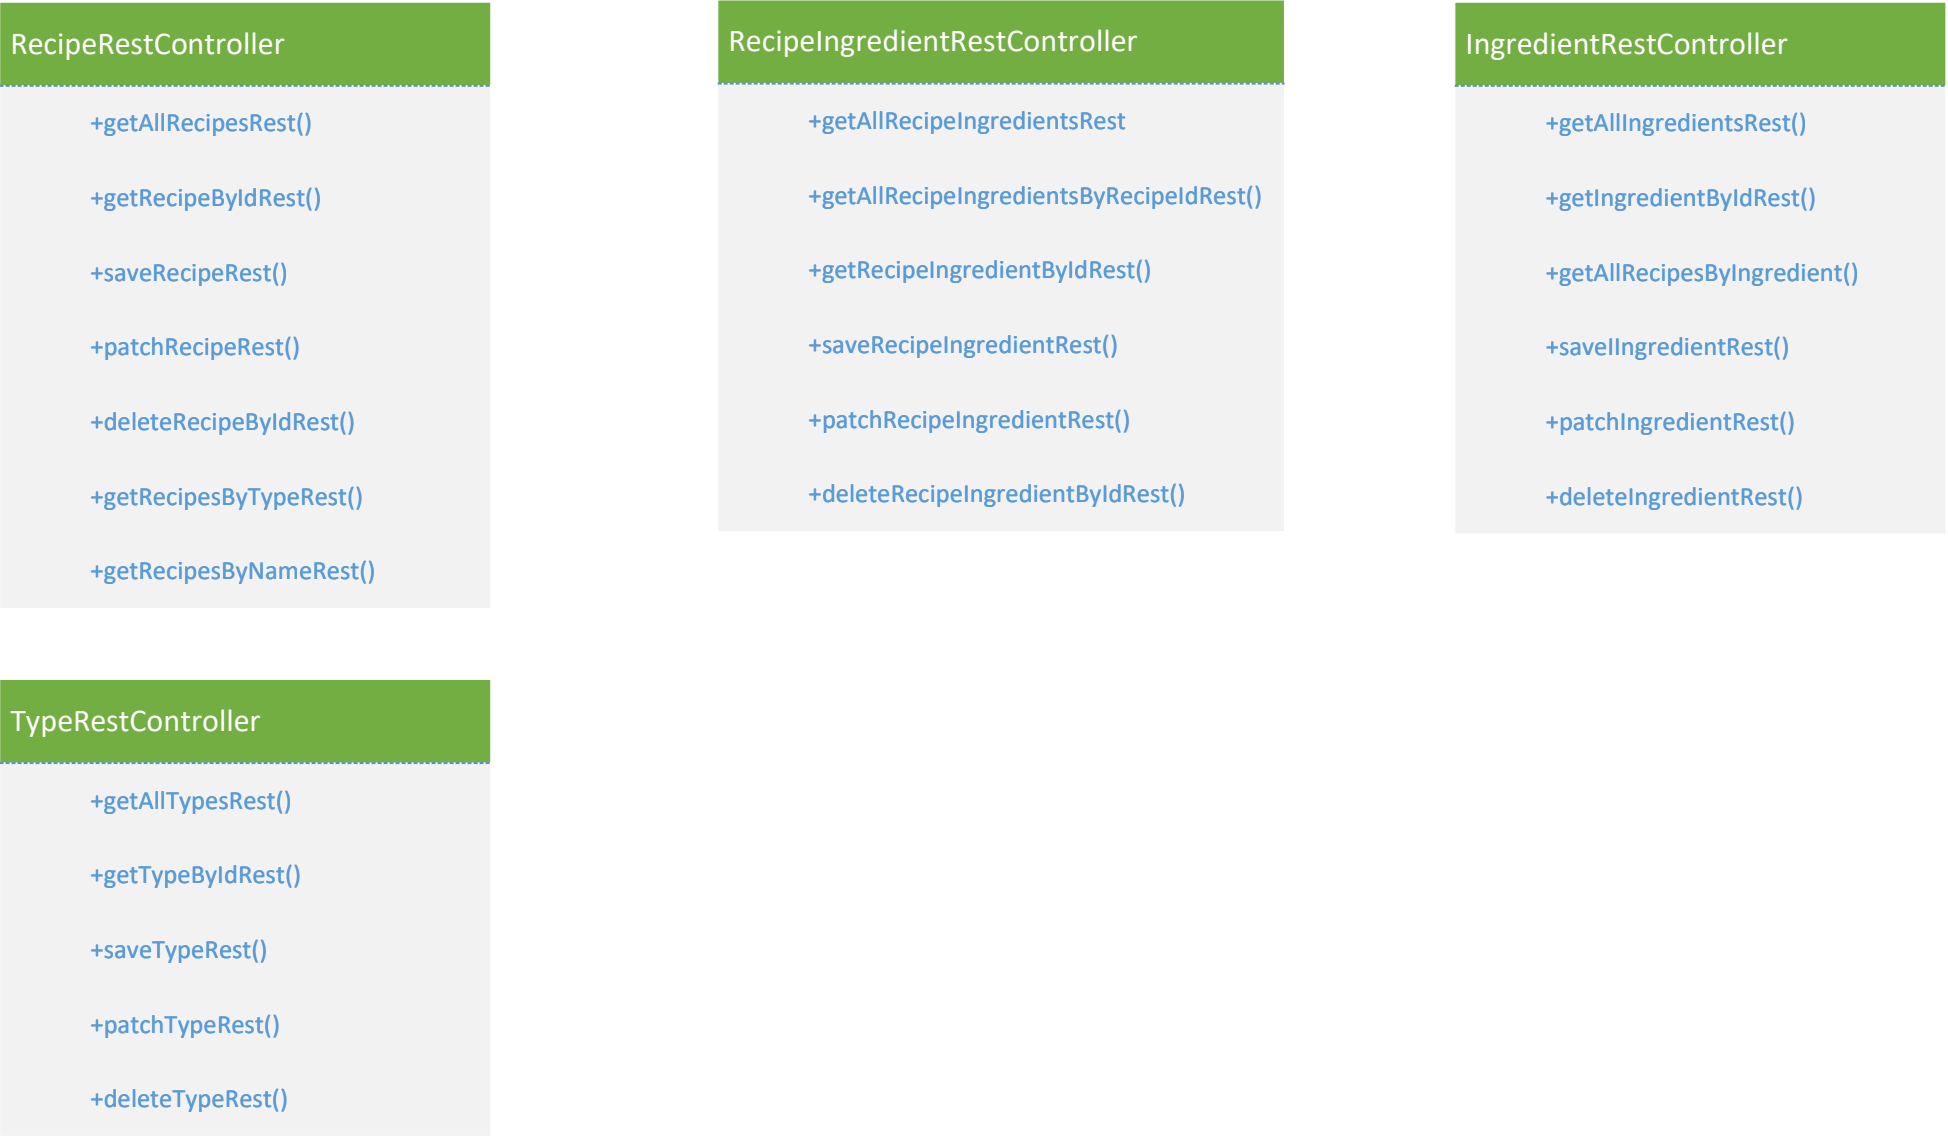 RecipeRestController
+getAllRecipesRest()
+getRecipeByIdRest()
+saveRecipeRest()
+patchRecipeRest()
+deleteRecipeByIdRest()
+getRecipesByTypeRest()
+getRecipesByNameRest()
RecipeIngredientRestController
+getAllRecipeIngredientsRest
+getAllRecipeIngredientsByRecipeIdRest()
+getRecipeIngredientByIdRest()
+saveRecipeIngredientRest()
+patchRecipeIngredientRest()
+deleteRecipeIngredientByIdRest()
IngredientRestController
+getAllIngredientsRest()
+getIngredientByIdRest()
+getAllRecipesByIngredient()
+saveIIngredientRest()
+patchIngredientRest()
+deleteIngredientRest()
TypeRestController
+getAllTypesRest()
+getTypeByIdRest()
+saveTypeRest()
+patchTypeRest()
+deleteTypeRest()